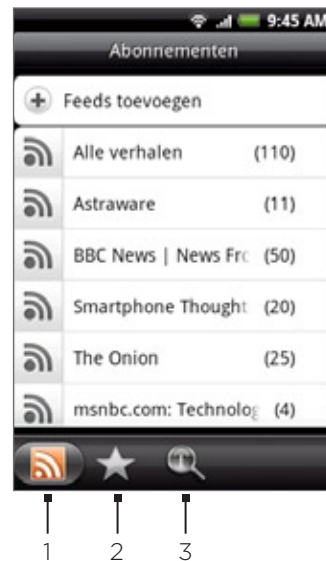 9:45 AM
Abonnementen
Feeds toevoegen
Alle verhalen (110)
Astraware (11)
BBC News | News Fro (50)
Smartphone Thought (20)
The Onion (25)
msnbc.com: Technolog (4)
1 2 3